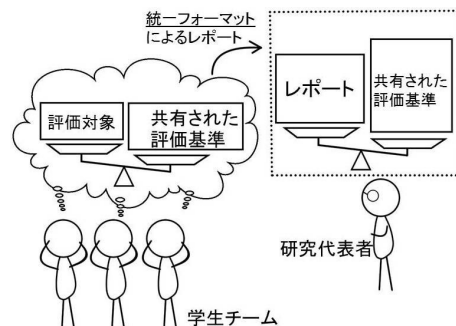 統一フォーマット
によるレポート
評価対象
共有された
評価基準
レポート
共有された
評価基準
研究代表者
学生チーム